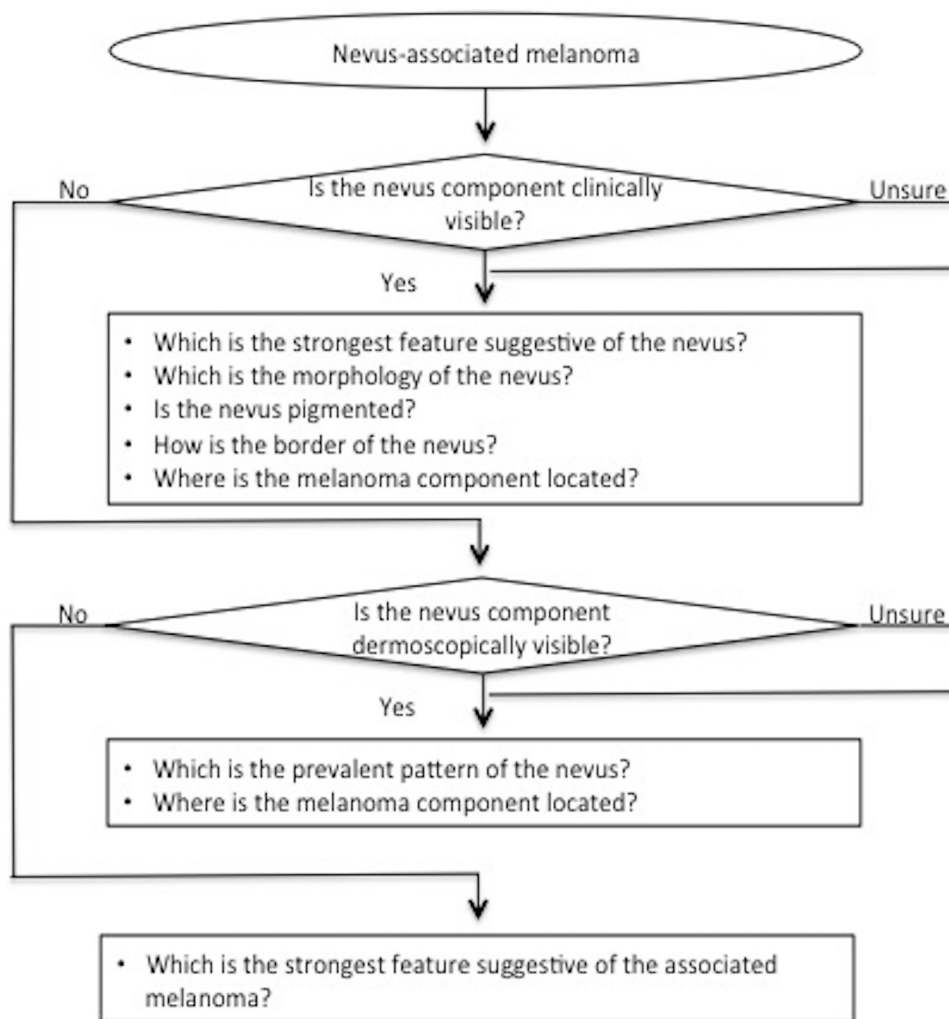 Nevus-associated melanoma
No
Is the nevus component clinically
visible?
Unsure
Yes
• Which is the strongest feature suggestive of the nevus?
• Which is the morphology of the nevus?
• Is the nevus pigmented?
• How is the border of the nevus?
• Where is the melanoma component located?
No
Is the nevus component
dermoscopically visible?
Unsure
Yes
• Which is the prevalent pattern of the nevus?
• Where is the melanoma component located?
• Which is the strongest feature suggestive of the associated
melanoma?